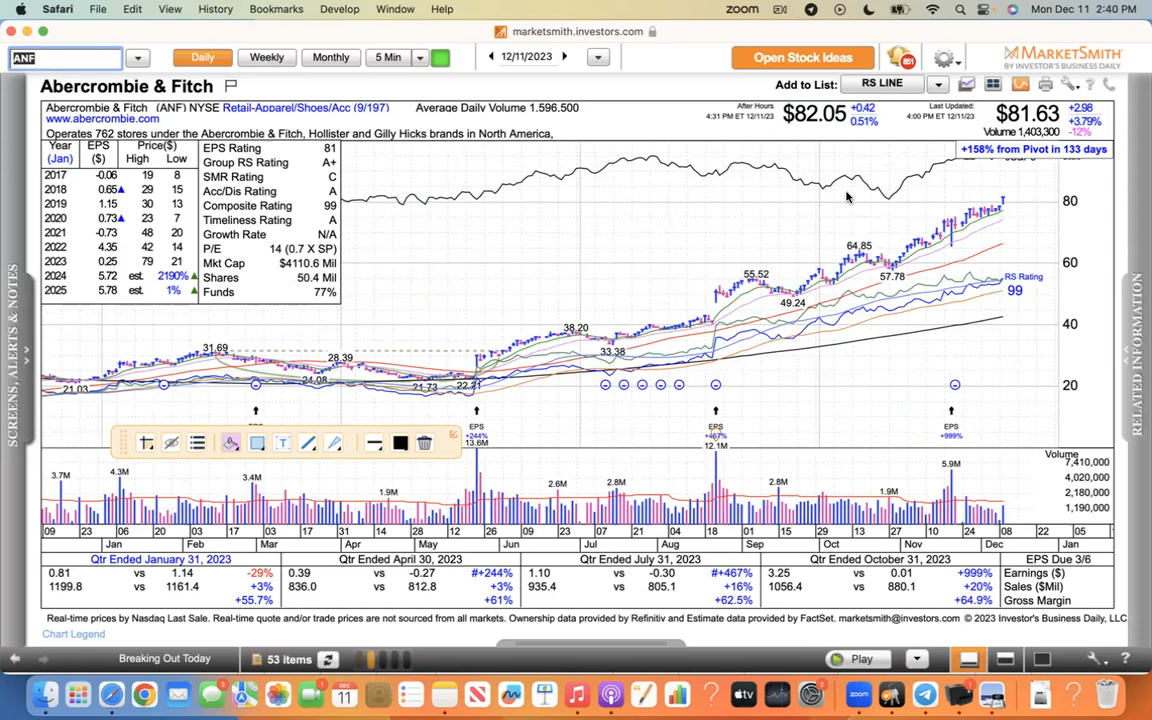 Safari File Edit View History Bookmarks Develop Window Help zoom Mon Dec 11 2:40 PM
marketsmith.investors.com
ANF Daily Weekly Monthly 5 Min 12/11/2023 Open Stock Ideas 851 MARKETSMITH
BY INVESTOR'S BUSINESS DAILY
Abercrombie & Fitch Add to List: RS LINE
Abercrombie & Fitch (ANF) NYSE Retail-Apparel/Shoes/Acc (9/197) Average Daily Volume 1,596,500
After Hours
4:31 PM ET 12/11/23 $82.05 +0.42
0.51%
Last Updated:
4:00 PM ET 12/11/23 $81.63 +2.98
+3.79%
Volume 1,403,300 -12%
www.abercrombie.com
Operates 762 stores under the Abercrombie & Fitch, Hollister and Gilly Hicks brands in North America,
+158% from Pivot in 133 days
Year EPS Price($)
(Jan) ($) High Low
2017 -0.06 19 8
2018 0.65 29 15
2019 1.15 30 13
2020 0.73 23 7
2021 -0.73 48 20
2022 4.35 42 14
2023 0.25 79 21
2024 5.72 est. 2190%
2025 5.78 est. 1%
EPS Rating 81
Group RS Rating A+
SMR Rating C
Acc/Dis Rating A
Composite Rating 99
Timeliness Rating A
Growth Rate N/A
P/E 14 (0.7 X SP)
Mkt Cap $4110.6 Mil
Shares 50.4 Mil
Funds 77%
80
64.85
60
57.78
55.52
49.24
RS Rating
99
40
38.20
33.38
31.69
28.39
24.08
21.03
21.73
22.21
20
EPS
+244%
13.6M
EPS
+467%
12.1M
EPS
+999%
5.9M
Volume
7,410,000
4,020,000
2,180,000
1,190,000
3.7M 4.3M 3.4M 1.9M 2.6M 2.8M 2.8M 1.9M
09 23 06 20 03 17 03 17 31 14 28 12 26 09 23 07 21 04 18 01 15 29 13 27 10 24 08 22 05
Jan Feb Mar Apr May Jun Jul Aug Sep Oct Nov Dec Jan
Qtr Ended January 31, 2023 Qtr Ended April 30, 2023 Qtr Ended July 31, 2023 Qtr Ended October 31, 2023 EPS Due 3/6
0.81 vs 1.14 -29% 0.39 vs -0.27 #+244% 1.10 vs -0.30 #+467% 3.25 vs 0.01 +999% Earnings ($)
1199.8 vs 1161.4 +3% 836.0 vs 812.8 +3% 935.4 vs 805.1 +16% 1056.4 vs 880.1 +20% Sales ($Mil)
+55.7% +61% +62.5% +64.9% Gross Margin
Real-time prices by Nasdaq Last Sale. Real-time quote and/or trade prices are not sourced from all markets. Ownership data provided by Refinitiv and Estimate data provided by FactSet. marketsmith@investors.com © 2023 Investor's Business Daily, LLC
Chart Legend
Breaking Out Today 53 items Play
SCREENS, ALERTS & NOTES
RELATED INFORMATION
DEC
11
tv
zoom